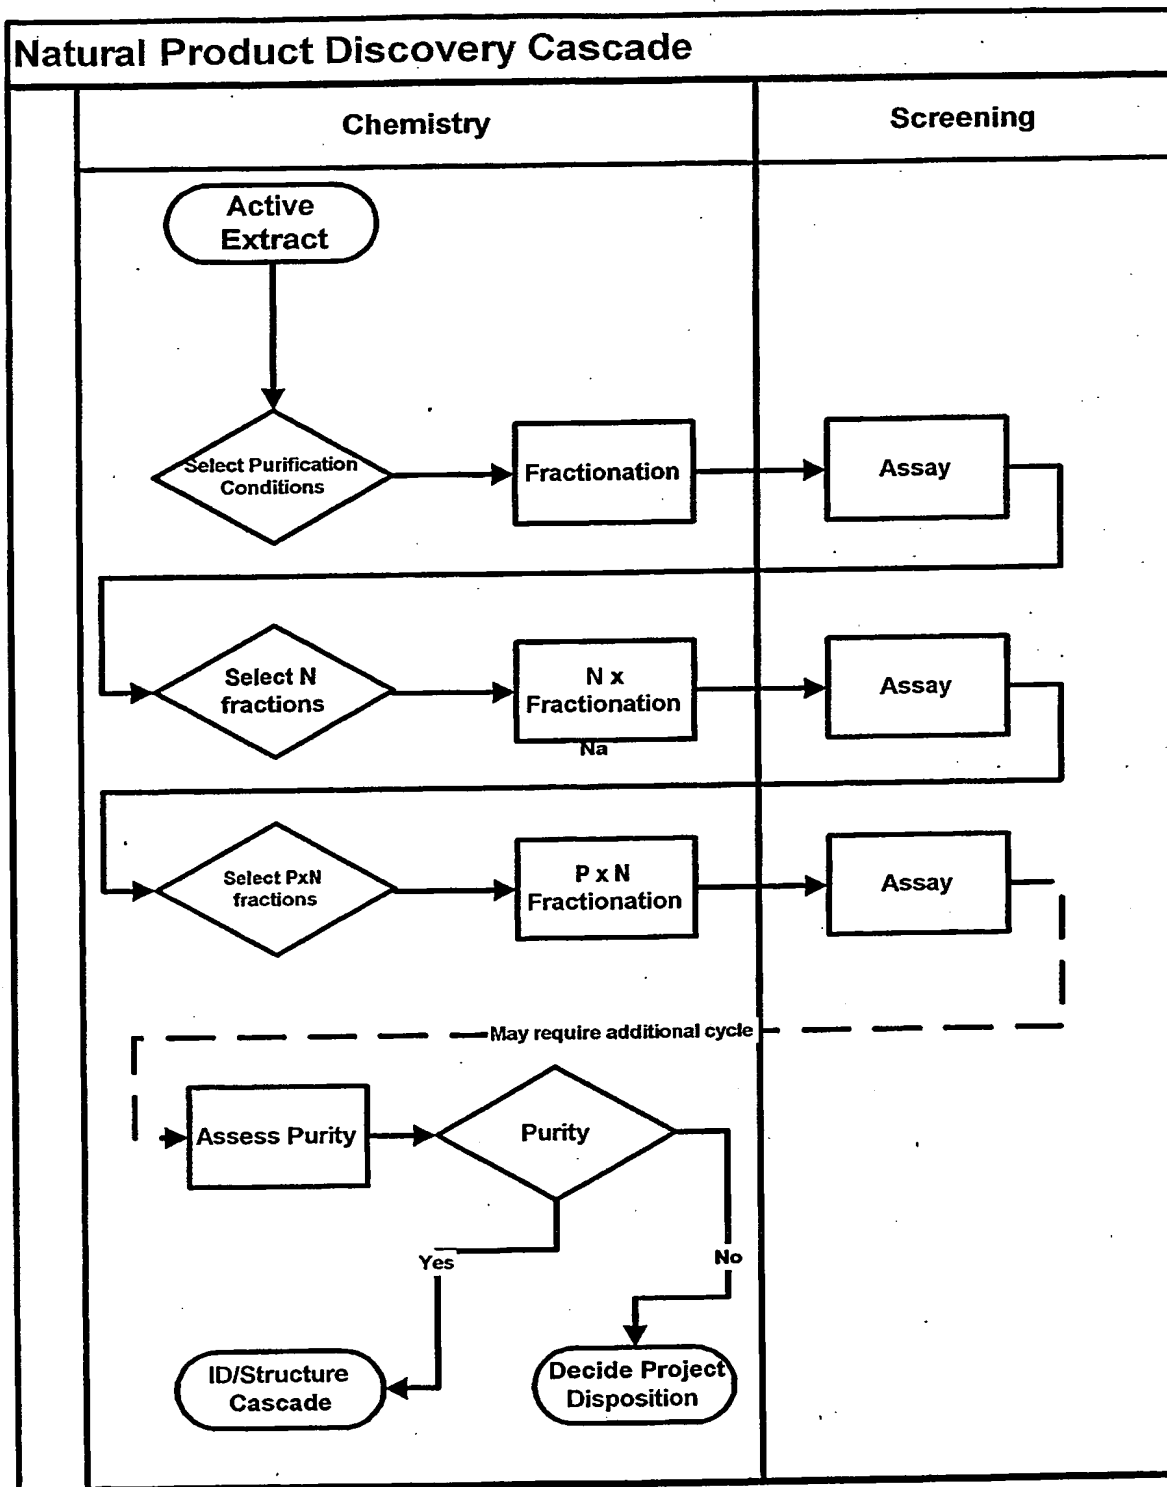 Natural Product Discovery Cascade
Chemistry
Screening
Active
Extract
Select Purification
Conditions
Fractionation
Assay
Select N
fractions
N x
Fractionation
Na
Assay
Select PxN
fractions
P x N
Fractionation
Assay
May require additional cycle
Assess Purity
Purity
Yes
No
ID/Structure
Cascade
Decide Project
Disposition